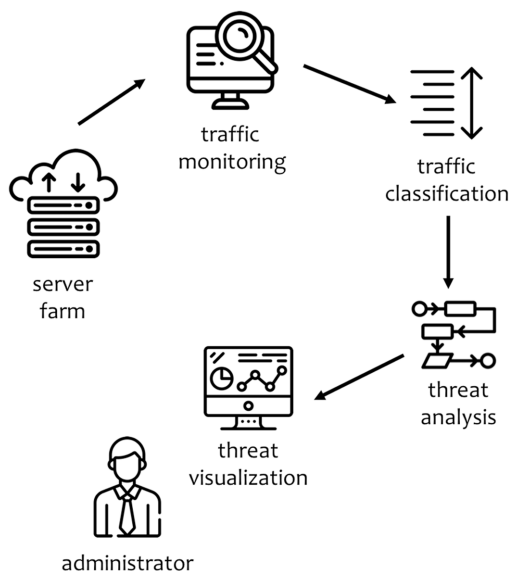 traffic
monitoring
traffic
classification
server
farm
threat
analysis
threat
visualization
administrator